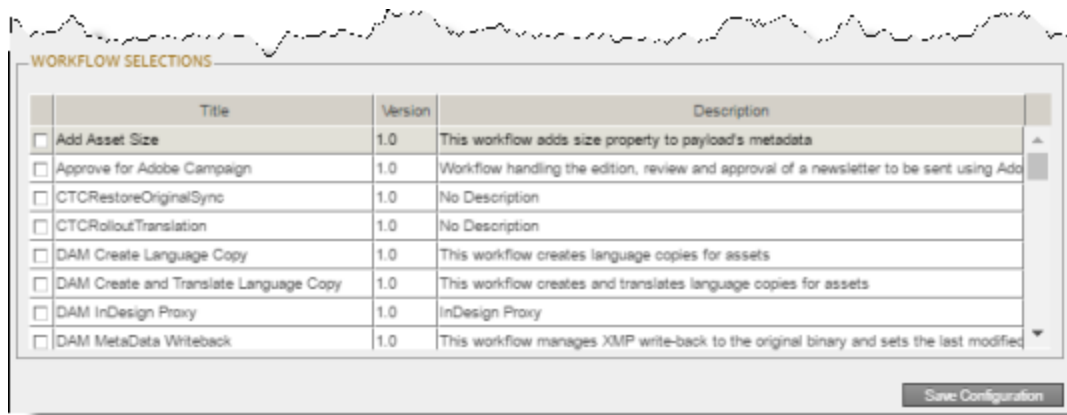 WORKFLOW SELECTIONS
Title Version Description
Add Asset Size 1.0 This workflow adds size property to payload's metadata
Approve for Adobe Campaign 1.0 Workflow handling the edition, review and approval of a newsletter to be sent using Ado
CTCRestoreOriginalSync 1.0 No Description
CTCRolloutTranslation 1.0 No Description
DAM Create Language Copy 1.0 This workflow creates language copies for assets
DAM Create and Translate Language Copy 1.0 This workflow creates and translates language copies for assets
DAM InDesign Proxy 1.0 InDesign Proxy
DAM MetaData Writeback 1.0 This workflow manages XMP write-back to the original binary and sets the last modified
Save Configuration